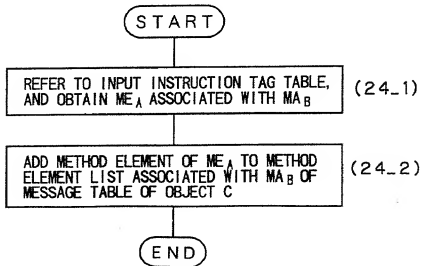 START
REFER TO INPUT INSTRUCTION TAG TABLE,
AND OBTAIN ME_A ASSOCIATED WITH MA_B
(24_1)
ADD METHOD ELEMENT OF ME_A TO METHOD
ELEMENT LIST ASSOCIATED WITH MA_B OF
MESSAGE TABLE OF OBJECT C
(24_2)
END